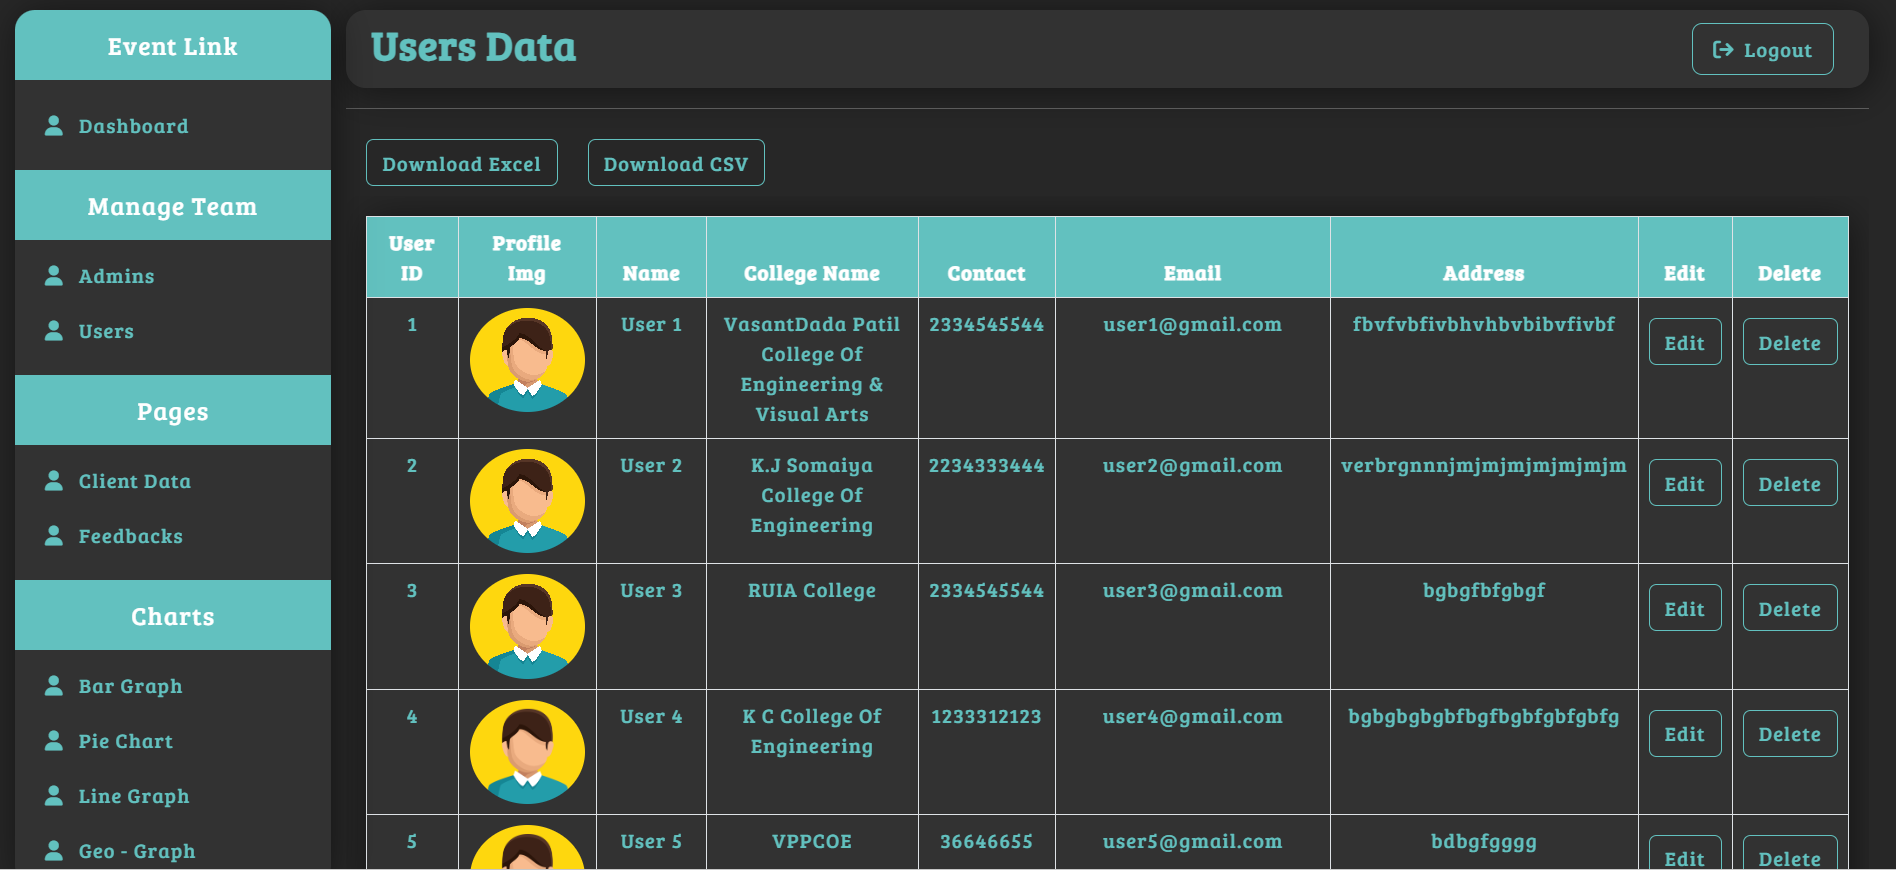 Event Link
Dashboard
Manage Team
Admins
Users
Pages
Client Data
Feedbacks
Charts
Bar Graph
Pie Chart
Line Graph
Geo - Graph
Users Data
Logout
Download Excel
Download CSV
User
ID
Profile
Img
Name
College Name
Contact
Email
Address
Edit
Delete
1
User 1
VasantDada Patil
College Of
Engineering &
Visual Arts
2334545544
user1@gmail.com
fbvfvbfivbhvhbvbibvfivbf
Edit
Delete
2
User 2
K.J Somaiya
College Of
Engineering
2234333444
user2@gmail.com
verbrgnnnjmjmjmjmjmjmjm
Edit
Delete
3
User 3
RUIA College
2334545544
user3@gmail.com
bgbgfbfgbgf
Edit
Delete
4
User 4
K C College Of
Engineering
1233312123
user4@gmail.com
bgbgbgbgbfbgfbgbfgbfgbfg
Edit
Delete
5
User 5
VPPCOE
36646655
user5@gmail.com
bdbgfgggg
Edit
Delete